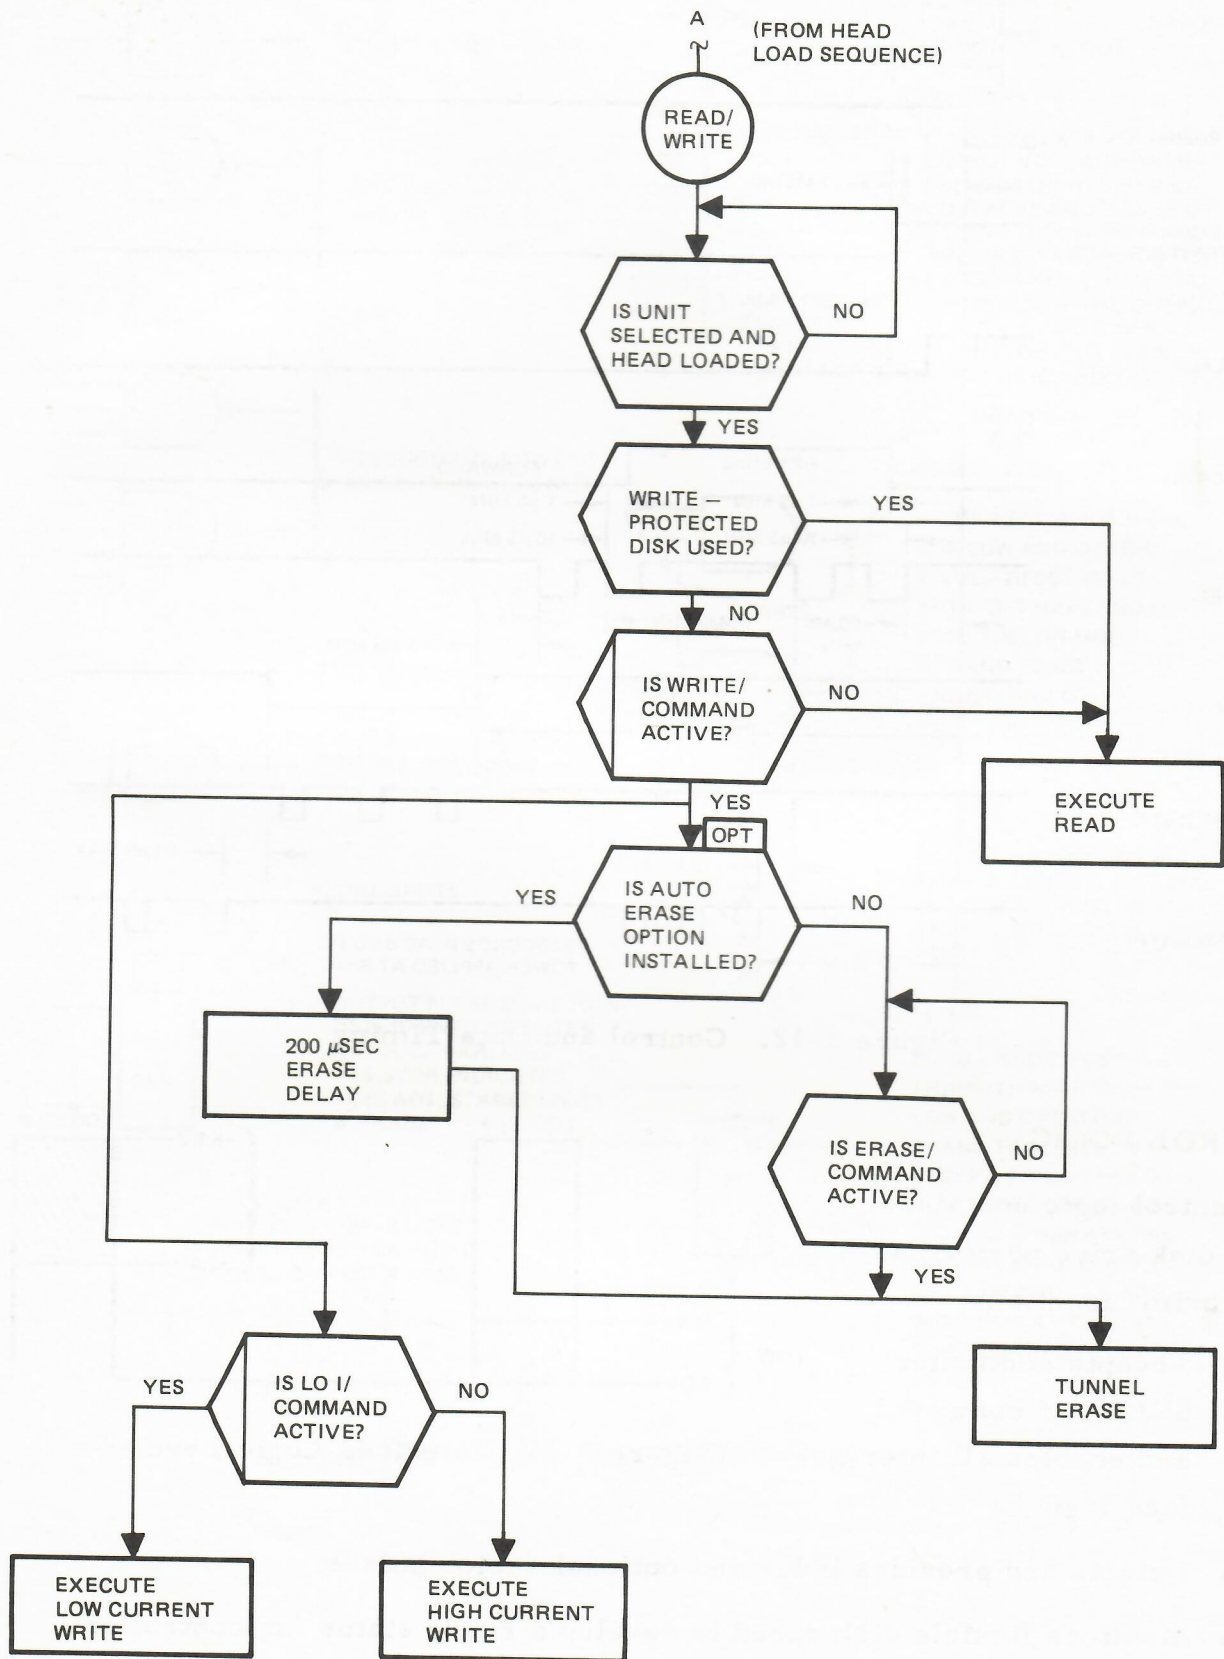 A
(FROM HEAD
LOAD SEQUENCE)
READ/
WRITE
IS UNIT
SELECTED AND
HEAD LOADED?
NO
YES
WRITE –
PROTECTED
DISK USED?
YES
NO
IS WRITE/
COMMAND
ACTIVE?
NO
YES
EXECUTE
READ
OPT
IS AUTO
ERASE
OPTION
INSTALLED?
YES
NO
200 µSEC
ERASE
DELAY
IS ERASE/
COMMAND
ACTIVE?
NO
YES
TUNNEL
ERASE
IS LO I/
COMMAND
ACTIVE?
YES
NO
EXECUTE
LOW CURRENT
WRITE
EXECUTE
HIGH CURRENT
WRITE